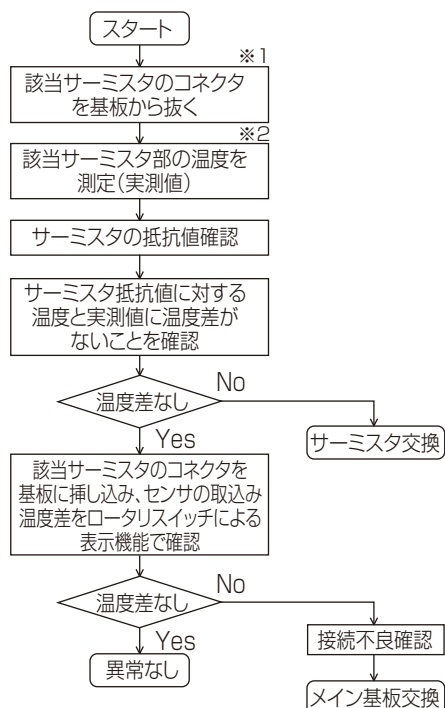 スタート
※1
該当サーミスタのコネクタ
を基板から抜く
※2
該当サーミスタ部の温度を
測定(実測値)
サーミスタの抵抗値確認
サーミスタ抵抗値に対する
温度と実測値に温度差が
ないことを確認
温度差なし
No
Yes
サーミスタ交換
該当サーミスタのコネクタを
基板に挿し込み、センサの取込み
温度差をロータリスイッチによる
表示機能で確認
温度差なし
No
Yes
接続不良確認
異常なし
メイン基板交換